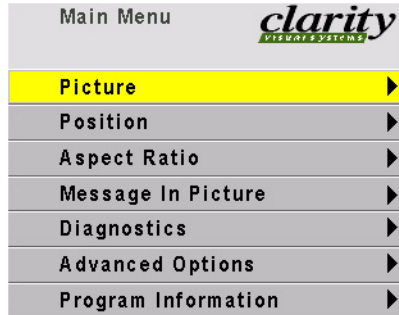 Main Menu
clarity
VISUAL SYSTEMS
Picture
Position
Aspect Ratio
Message In Picture
Diagnostics
Advanced Options
Program Information